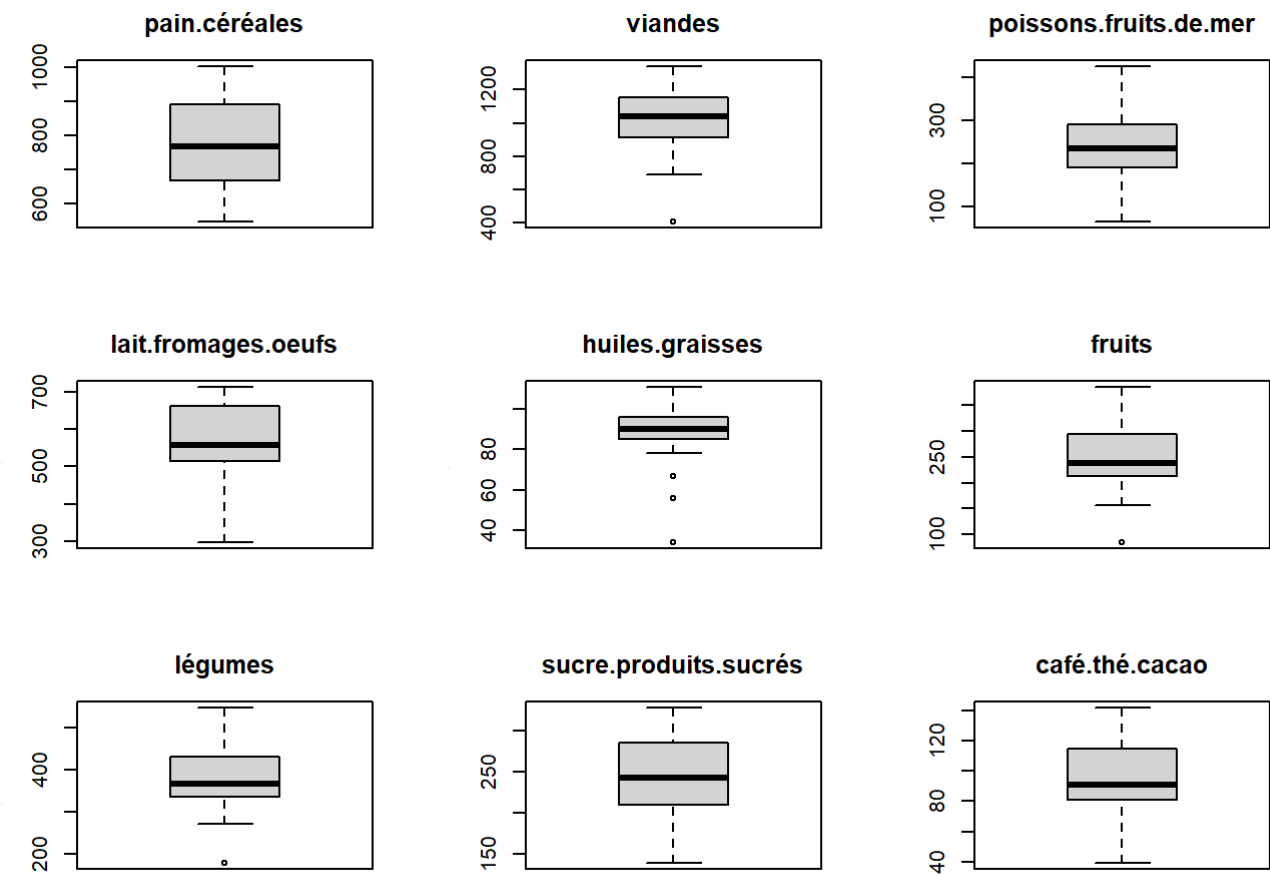 pain.céréales
1000
800
600
viandes
1200
800
400
poissons.fruits.de.mer
300
100
lait.fromages.oeufs
700
500
300
huiles.graisses
80
60
40
fruits
250
100
légumes
400
200
sucre.produits.sucrés
250
150
café.thé.cacao
120
80
40